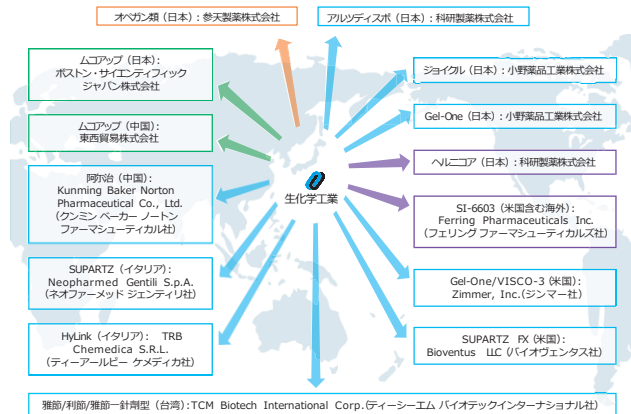 オペガン類（日本）：参天製薬株式会社
アルツディスポ（日本）：科研製薬株式会社
ムコアップ（日本）：
ボストン・サイエンティフィック
ジャパン株式会社
ジョイクル（日本）：小野薬品工業株式会社
Gel-One（日本）：小野薬品工業株式会社
ムコアップ（中国）：
東西貿易株式会社
ヘルニコア（日本）：科研製薬株式会社
阿尓治（中国）：
Kunming Baker Norton
Pharmaceutical Co., Ltd.
（クンミン ベーカー ノートン
ファーマシューティカル社）
生化学工業
SI-6603（米国含む海外）：
Ferring Pharmaceuticals Inc.
（フェリング ファーマシューティカルズ社）
SUPARTZ（イタリア）：
Neopharmed Gentili S.p.A.
（ネオファーメッド ジェンティリ社）
Gel-One/VISCO-3（米国）：
Zimmer, Inc.（ジンマー社）
HyLink（イタリア）： TRB
Chemedica S.R.L.
（ティーアールビー ケメディカ社）
SUPARTZ FX（米国）：
Bioventus LLC（バイオヴェンタス社）
雅節/利節/雅節一針劑型（台湾）：TCM Biotech International Corp.（ティーシーエム バイオテックインターナショナル社）